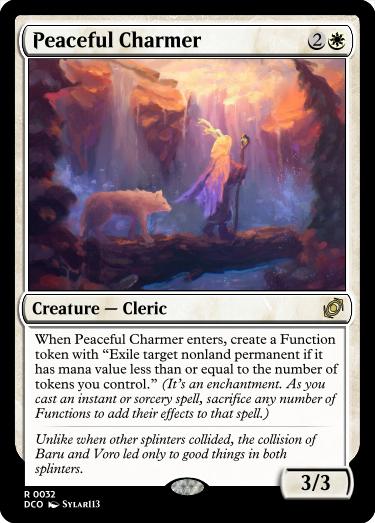 Peaceful Charmer 2
Creature — Cleric
When Peaceful Charmer enters, create a Function
token with “Exile target nonland permanent if it
has mana value less than or equal to the number of
tokens you control.” (It’s an enchantment. As you
cast an instant or sorcery spell, sacrifice any number
of Functions to add their effects to that spell.)
Unlike when other splinters collided, the collision of
Baru and Voro led only to good things in both
splinters.
3/3
R 0032
DCO Sylar113